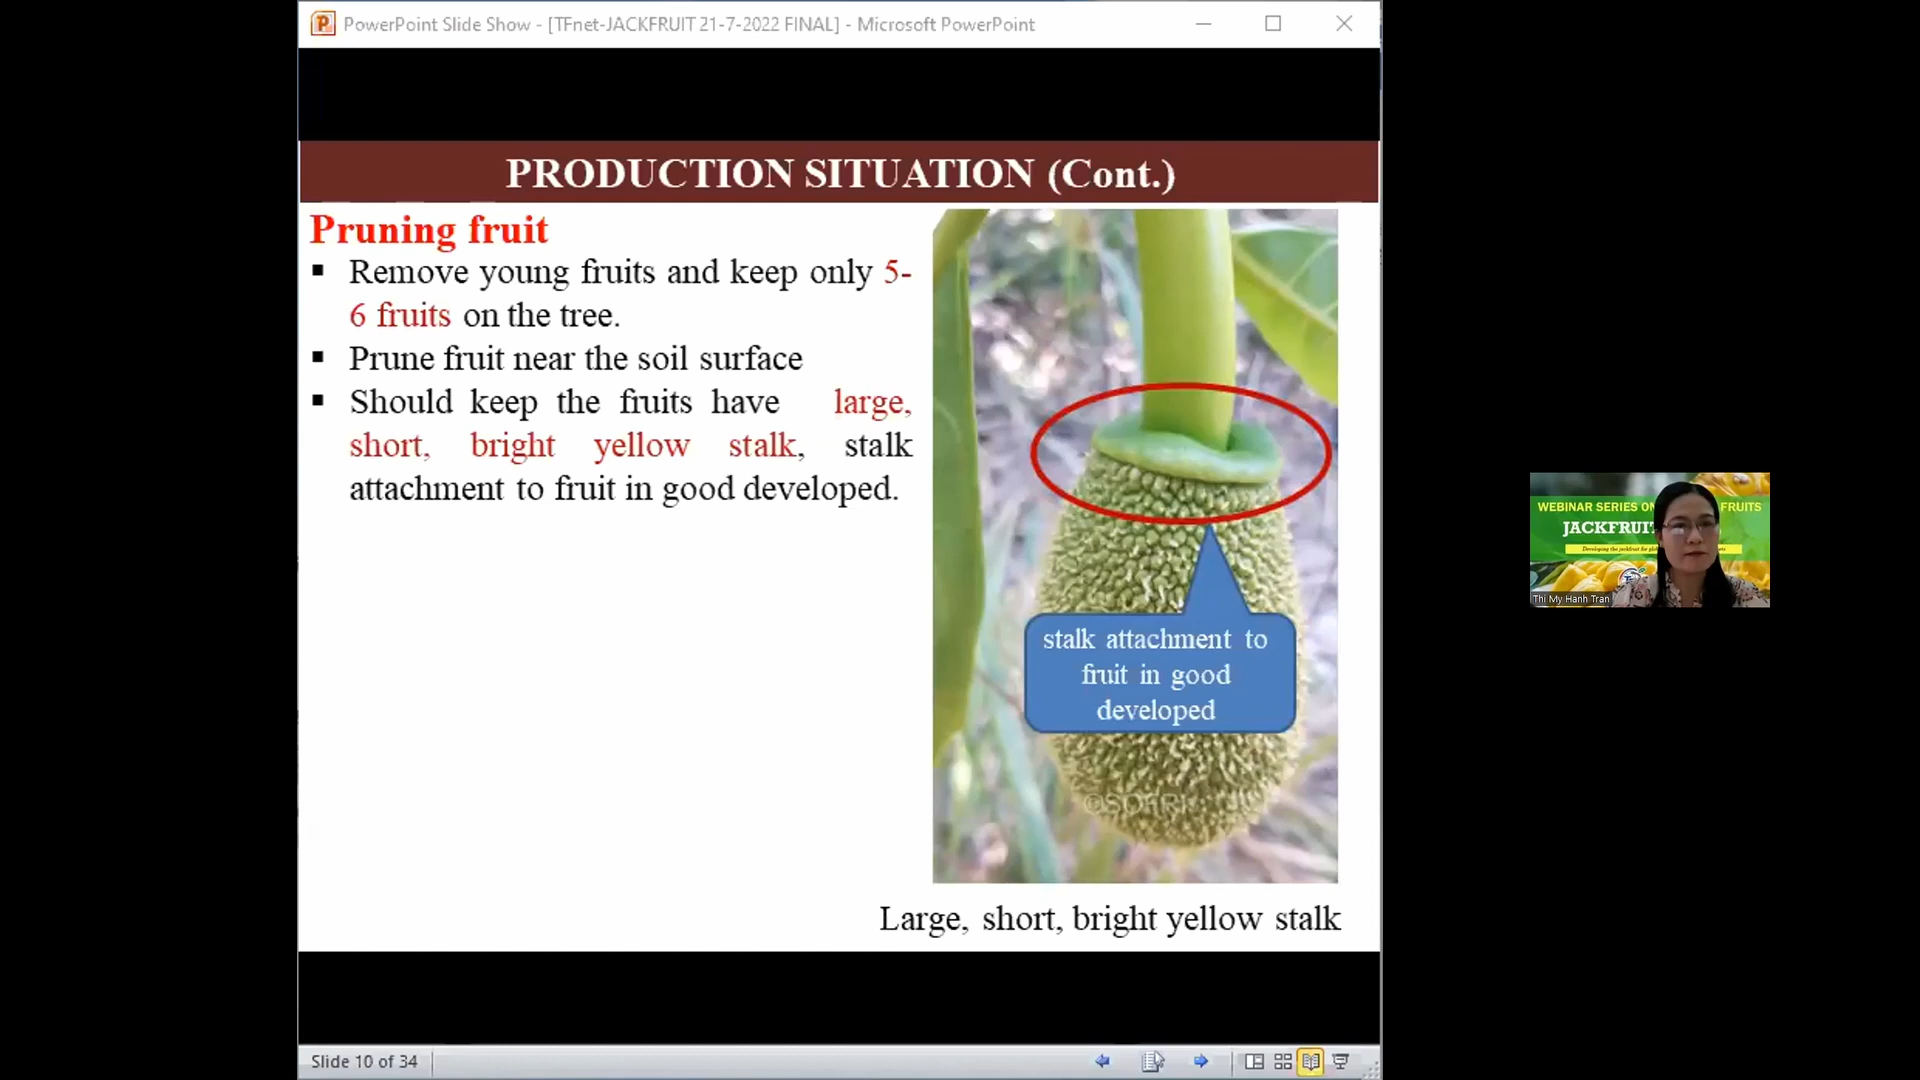 PowerPoint Slide Show - [TFnet-JACKFRUIT 21-7-2022 FINAL] - Microsoft PowerPoint
PRODUCTION SITUATION (Cont.)
Pruning fruit
▪ Remove young fruits and keep only 5-
6 fruits on the tree.
▪ Prune fruit near the soil surface
▪ Should keep the fruits have large,
short, bright yellow stalk, stalk
attachment to fruit in good developed.
stalk attachment to
fruit in good
developed
Large, short, bright yellow stalk
WEBINAR SERIES ON FRUITS
JACKFRUIT
Developing the jackfruit for
Thi My Hanh Tran
Slide 10 of 34